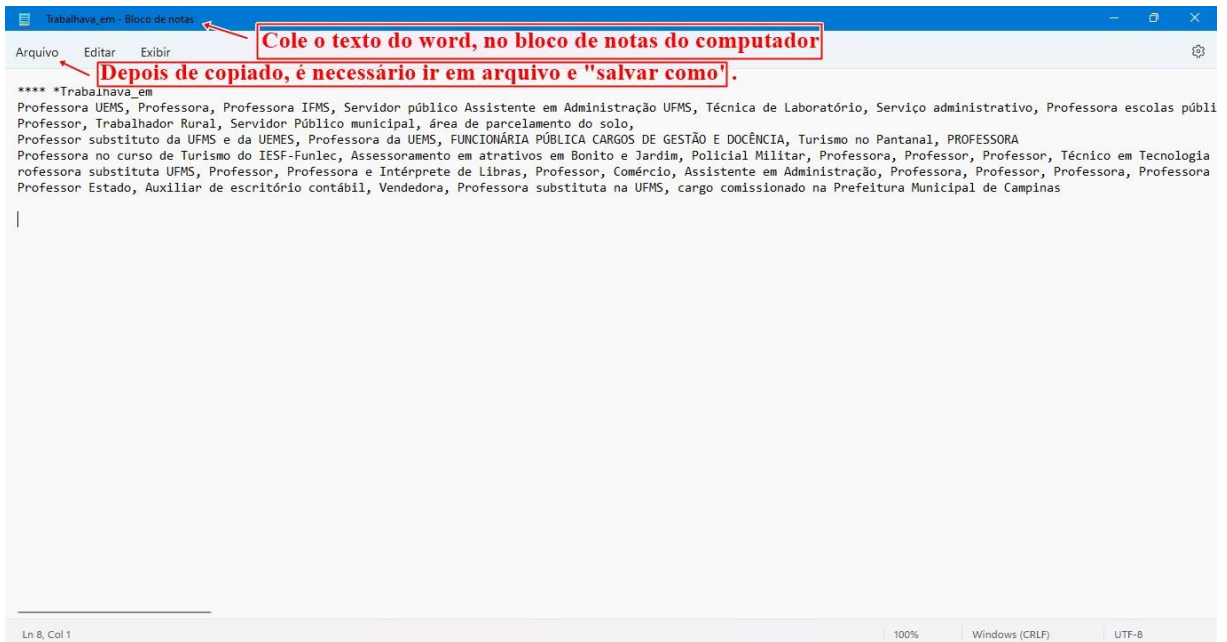 Trabalhava_em - Bloco de notas
Cole o texto do word, no bloco de notas do computador
Arquivo Editar Exibir
Depois de copiado, é necessário ir em arquivo e "salvar como'.
**** *Trabalhava_em
Professora UEMS, Professora, Professora IFMS, Servidor público Assistente em Administração UFMS, Técnica de Laboratório, Serviço administrativo, Professora escolas públi
Professor, Trabalhador Rural, Servidor Público municipal, área de parcelamento do solo,
Professor substituto da UFMS e da UEMES, Professora da UEMS, FUNCIONÁRIA PÚBLICA CARGOS DE GESTÃO E DOCÊNCIA, Turismo no Pantanal, PROFESSORA
Professora no curso de Turismo do IESF-Funlec, Assessoramento em atrativos em Bonito e Jardim, Policial Militar, Professora, Professor, Professor, Técnico em Tecnologia
rofessora substituta UFMS, Professor, Professora e Intérprete de Libras, Professor, Comércio, Assistente em Administração, Professora, Professor, Professora, Professora
Professor Estado, Auxiliar de escritório contábil, Vendedora, Professora substituta na UFMS, cargo comissionado na Prefeitura Municipal de Campinas
Ln 8, Col 1 100% Windows (CRLF) UTF-8